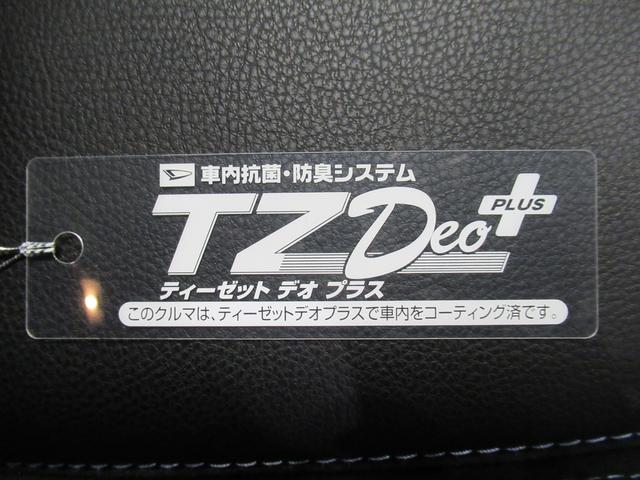 車内抗菌・防臭システム
TZ Deo PLUS
ティーゼット デオ プラス
このクルマは、ティーゼットデオプラスで車内をコーティング済です。